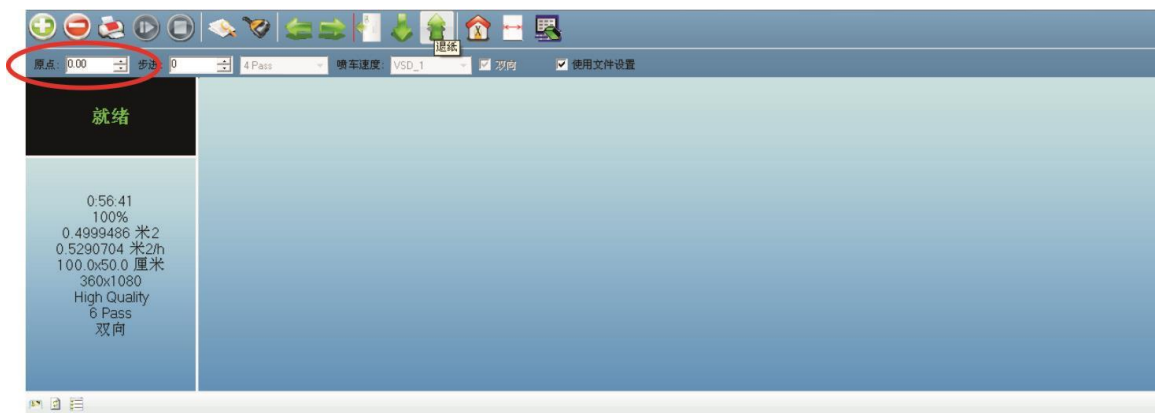 退纸
原点: 0.00 步进: 0 4 Pass 喷车速度: VSD_1 双向 使用文件设置
就绪
0:56:41
100%
0.4999486 米2
0.5290704 米2/h
100.0x50.0 厘米
360x1080
High Quality
6 Pass
双向